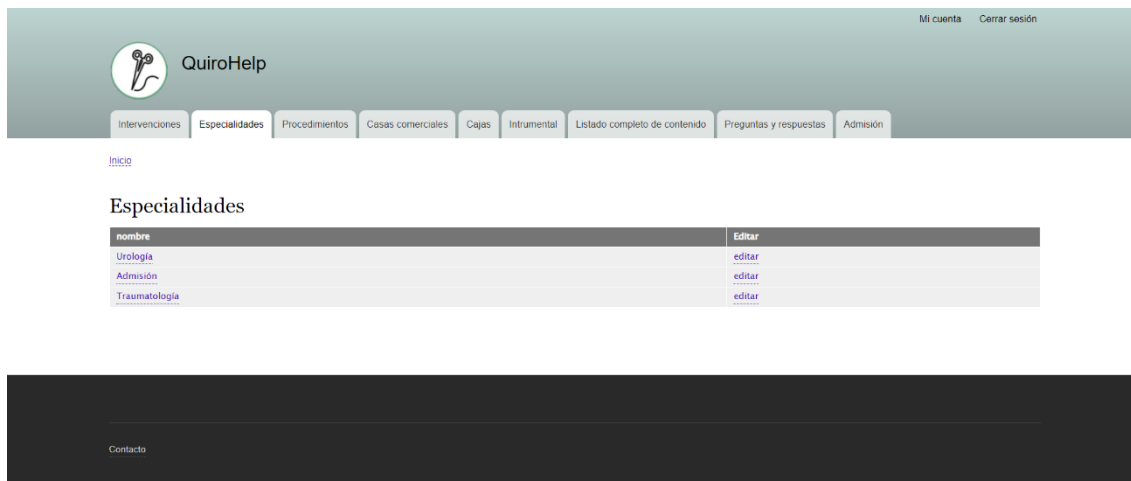 Mi cuenta Cerrar sesión
QuiroHelp
Intervenciones Especialidades Procedimientos Casas comerciales Cajas Intrumental Listado completo de contenido Preguntas y respuestas Admisión
Inicio
Especialidades
nombre Editar
Urología editar
Admisión editar
Traumatología editar
Contacto